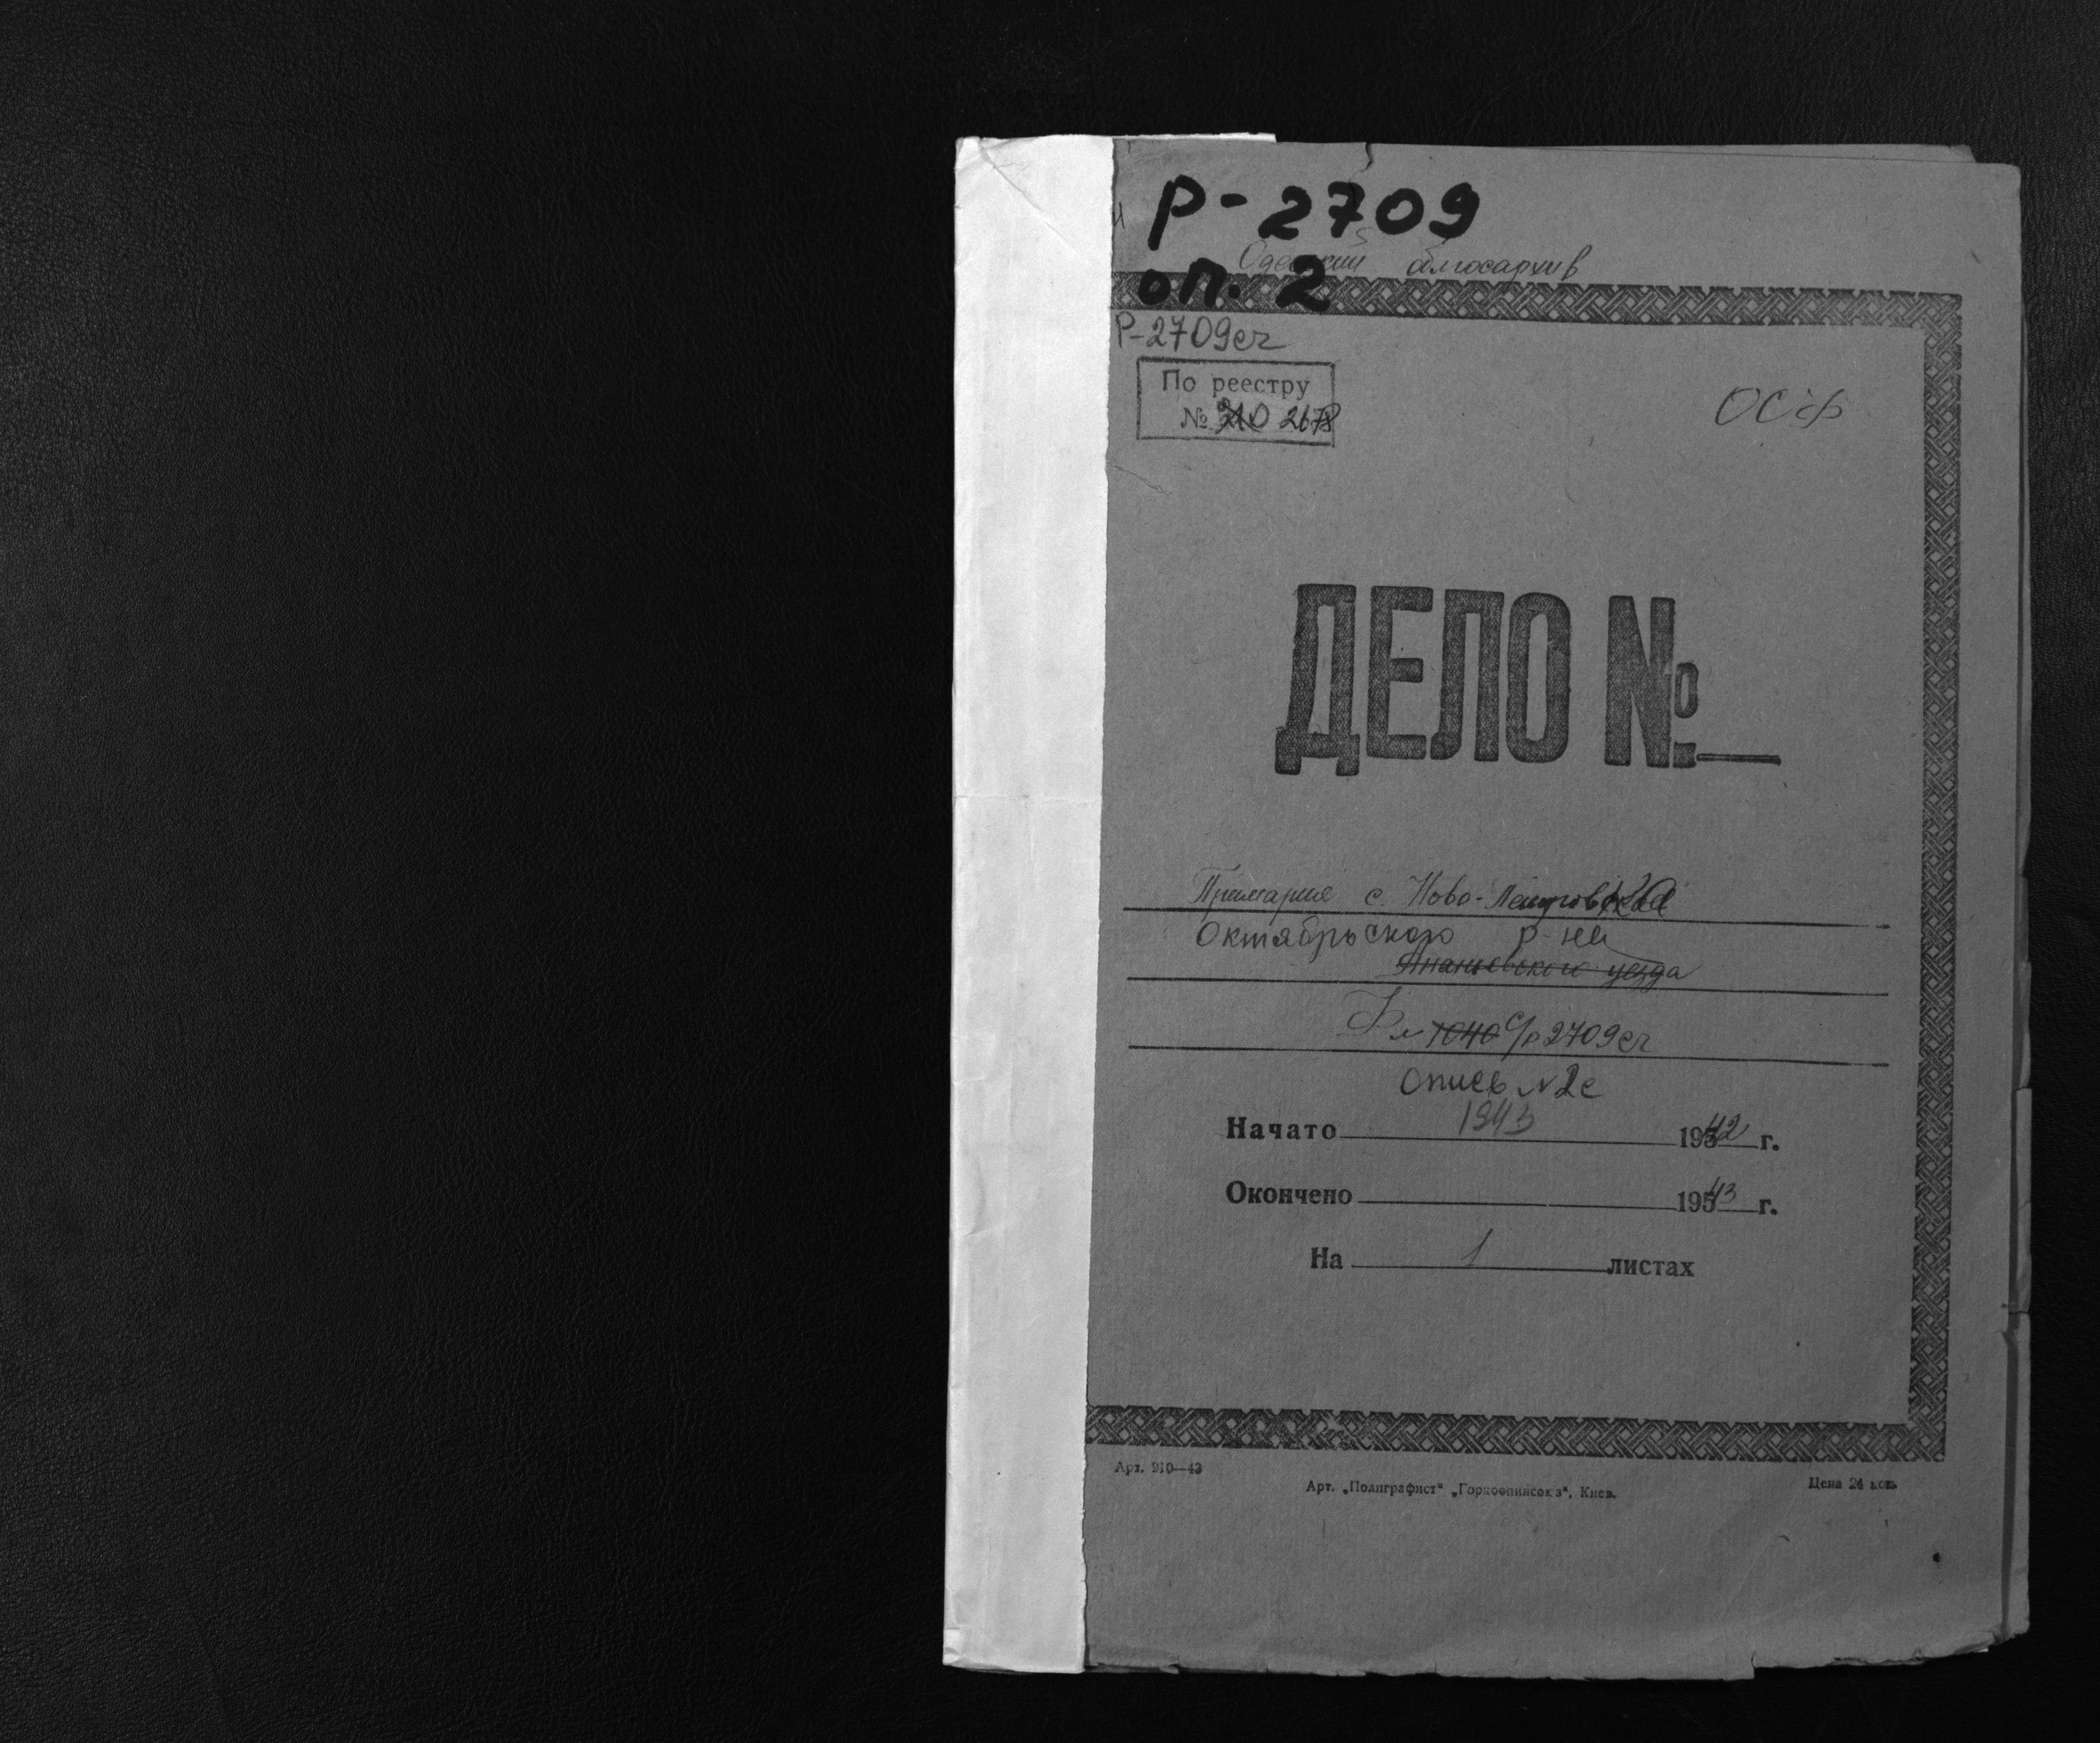 Р-2709
Одесский облгосархив
оп. 2
Р-2709сч
По реестру
№ 210 2678
ОСФ
ДЕЛО №
Примария с. Ново-
Октябрьского р-на
Ананьевского уезда
Ф № 1040 с/р 2709сч
Опись № 2с
1943
Начато 1942 г.
Окончено 1943 г.
На 1 листах
Арт. 910—43
Арт. „Полиграфист“ „Горкоопинсоюз“, Киев.
Цена 24 коп.